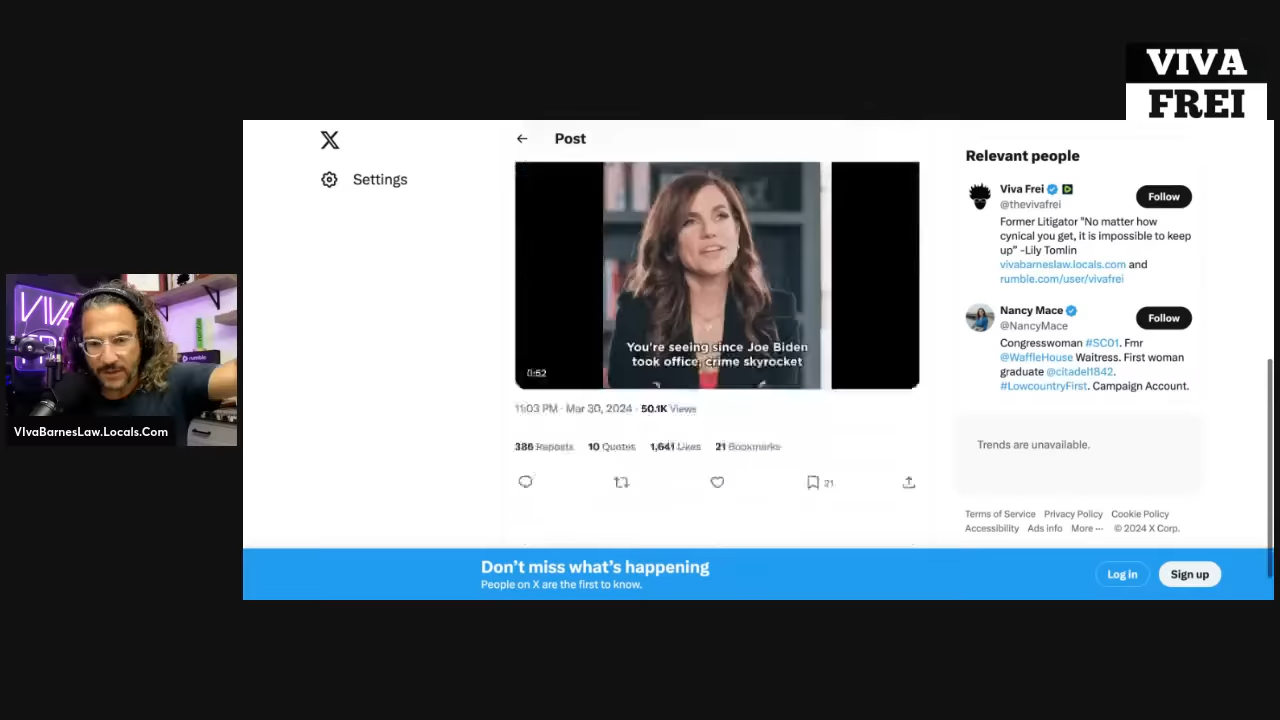 VIVA
FREI
Settings
Post
You're seeing since Joe Biden
took office, crime skyrocket
0:52
11:03 PM · Mar 30, 2024 · 50.1K Views
386 Reposts 10 Quotes 1,641 Likes 21 Bookmarks
21
Relevant people
Viva Frei
@thevivafrei
Follow
Former Litigator "No matter how
cynical you get, it is impossible to keep
up" -Lily Tomlin
vivabarneslaw.locals.com and
rumble.com/user/vivafrei
Nancy Mace
@NancyMace
Follow
Congresswoman #SC01. Fmr
@WaffleHouse Waitress. First woman
graduate @citadel1842.
#LowcountryFirst. Campaign Account.
Trends are unavailable.
Terms of Service Privacy Policy Cookie Policy
Accessibility Ads info More ··· © 2024 X Corp.
Don't miss what's happening
People on X are the first to know.
Log in
Sign up
VIVA
rumble
VIvaBarnesLaw.Locals.Com